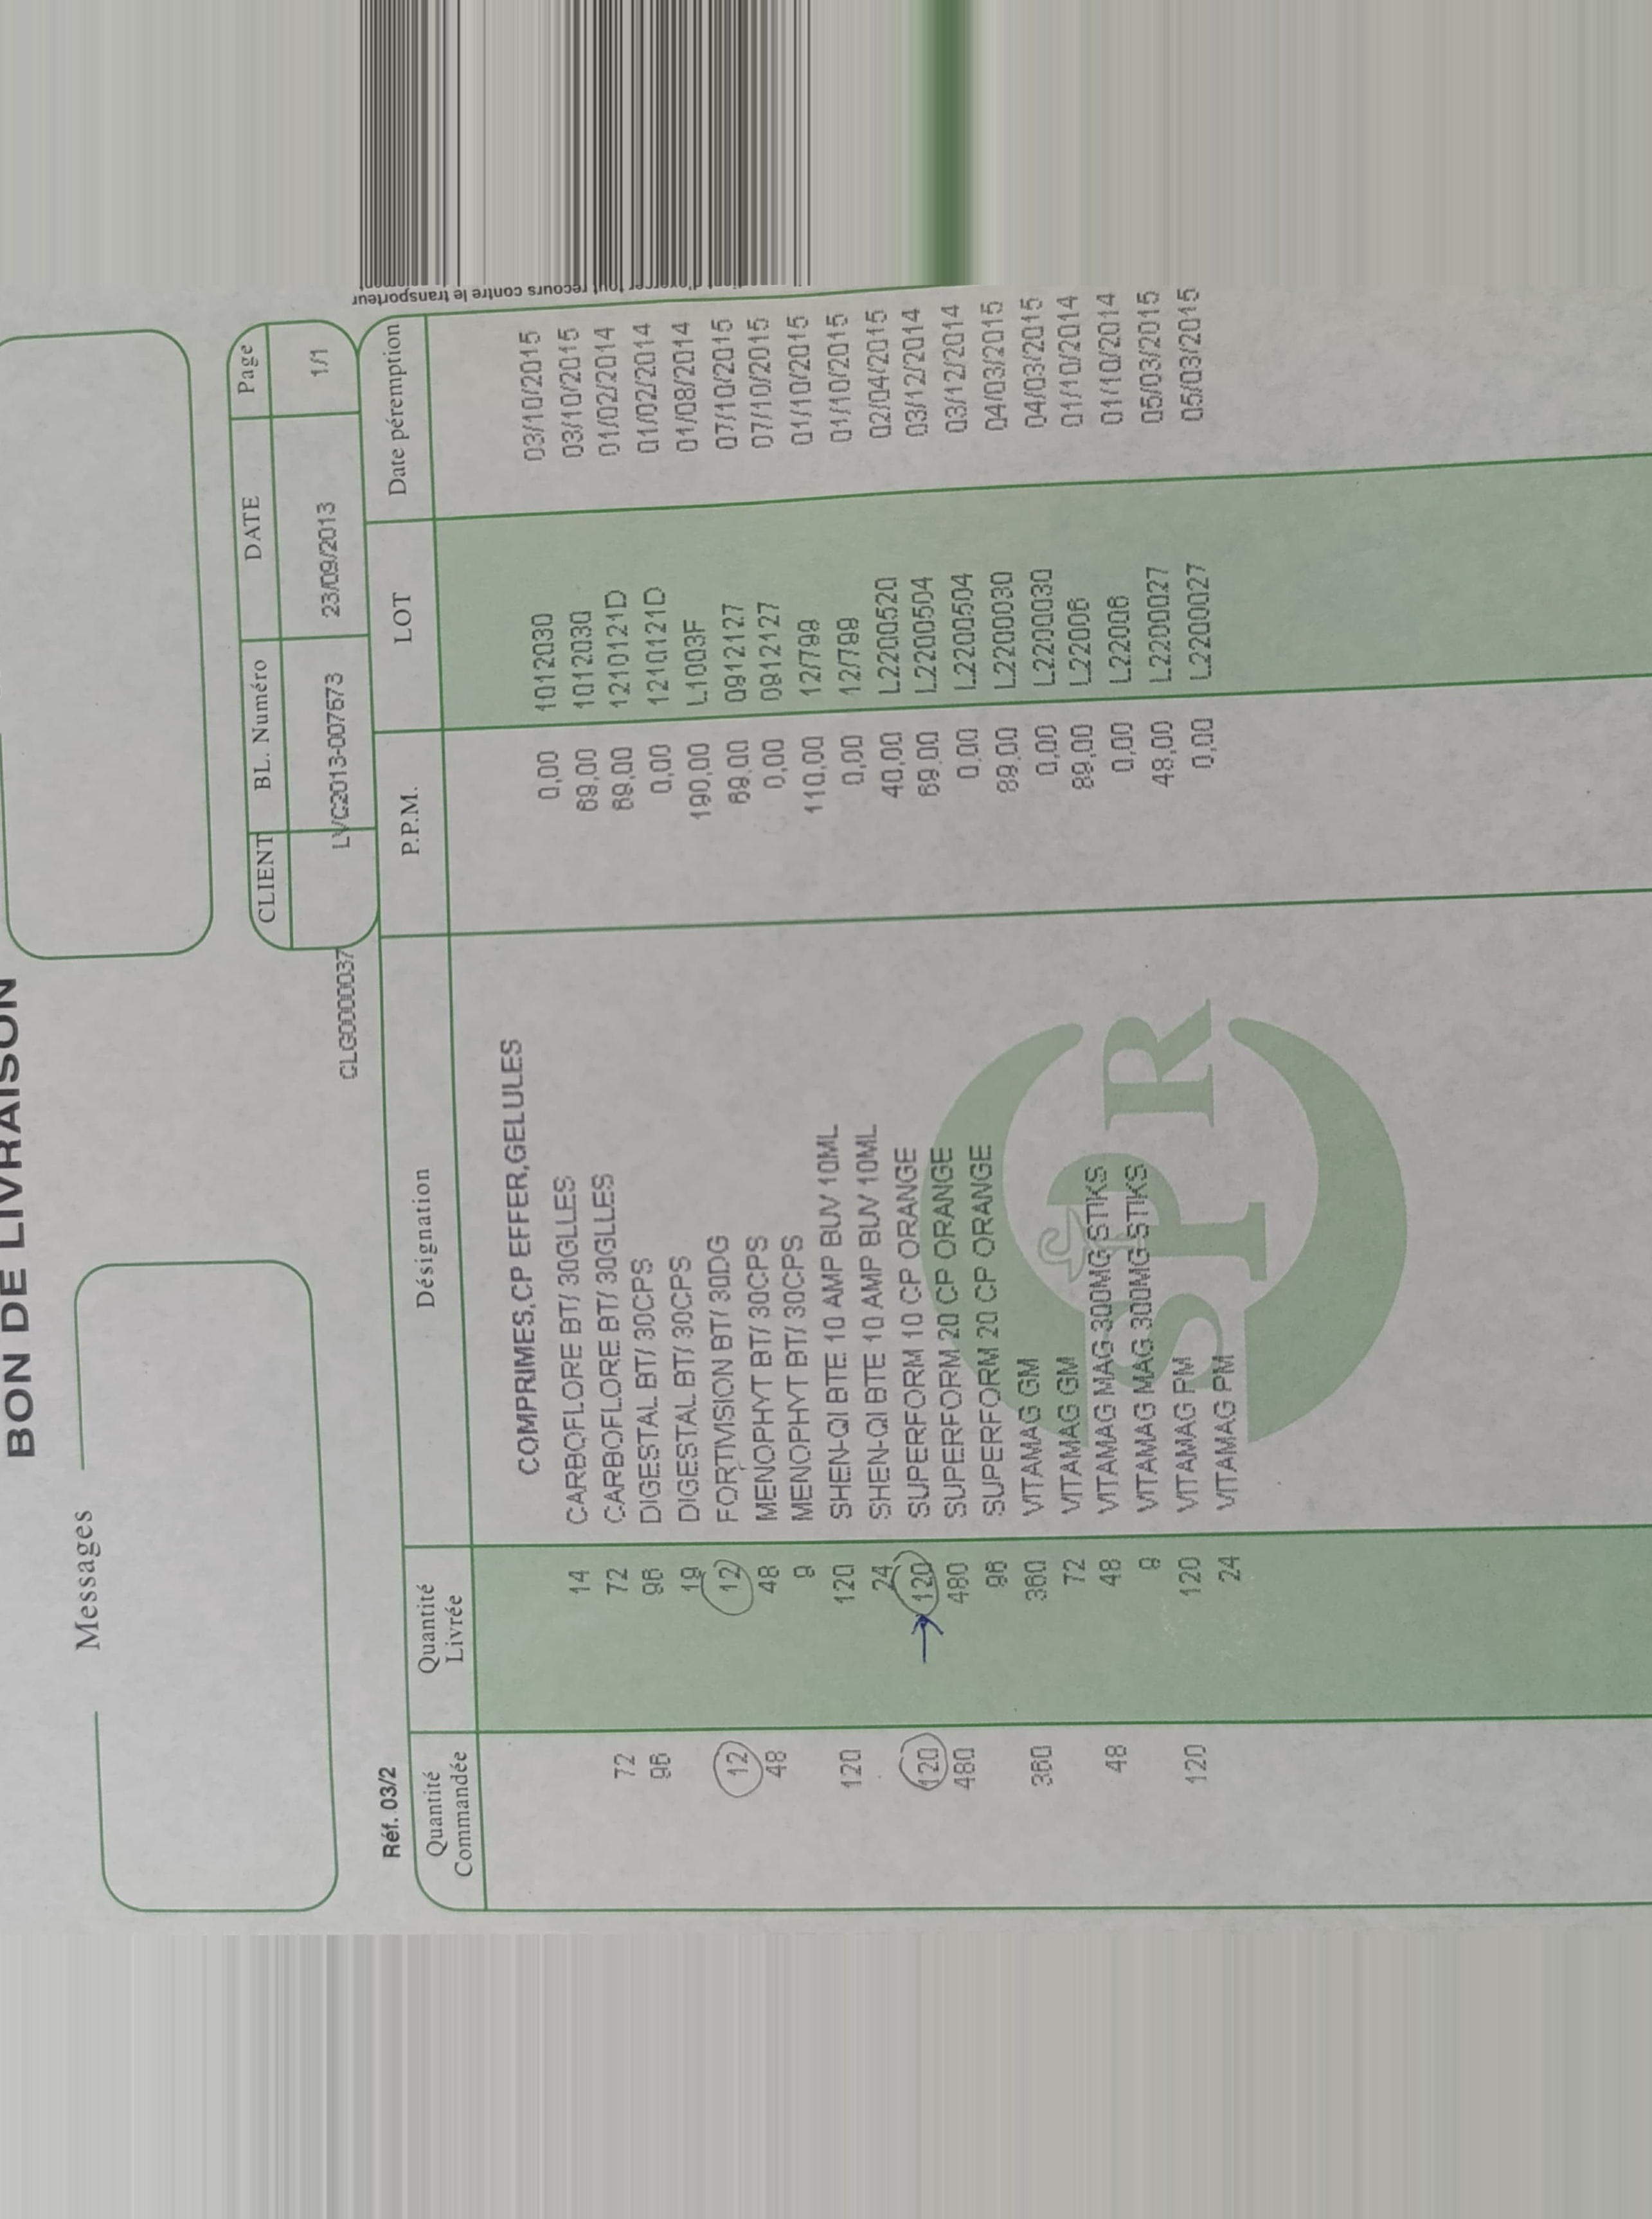 BON DE LIVRAISON
Messages
CLIENT BL. Numéro DATE Page
CLG0000037 LVG2013-007573 23/09/2013 1/1
Réf. 03/2
Quantité Commandée Quantité Livrée Désignation P.P.M. LOT Date péremption
COMPRIMES,CP EFFER,GELULES
14 CARBOFLORE BT/ 30GLLES 0,00 1012030 03/10/2015
72 72 CARBOFLORE BT/ 30GLLES 69,00 1012030 03/10/2015
96 96 DIGESTAL BT/ 30CPS 69,00 1210121D 01/02/2014
19 DIGESTAL BT/ 30CPS 0,00 1210121D 01/02/2014
12 12 FORTIVISION BT/ 30DG 190,00 L1003F 01/08/2014
48 48 MENOPHYT BT/ 30CPS 69,00 0912127 07/10/2015
9 MENOPHYT BT/ 30CPS 0,00 0912127 07/10/2015
120 120 SHEN-QI BTE 10 AMP BUV 10ML 110,00 12/799 01/10/2015
24 SHEN-QI BTE 10 AMP BUV 10ML 0,00 12/799 01/10/2015
120 → 120 SUPERFORM 10 CP ORANGE 40,00 L2200520 02/04/2015
480 480 SUPERFORM 20 CP ORANGE 69,00 L2200504 03/12/2014
96 SUPERFORM 20 CP ORANGE 0,00 L2200504 03/12/2014
360 360 VITAMAG GM 89,00 L2200030 04/03/2015
72 VITAMAG GM 0,00 L2200030 04/03/2015
48 48 VITAMAG MAG 300MG STIKS 89,00 L22006 01/10/2014
9 VITAMAG MAG 300MG STIKS 0,00 L22006 01/10/2014
120 120 VITAMAG PM 48,00 L2200027 05/03/2015
24 VITAMAG PM 0,00 L2200027 05/03/2015
SPR
d'exercer tout recours contre le transporteur